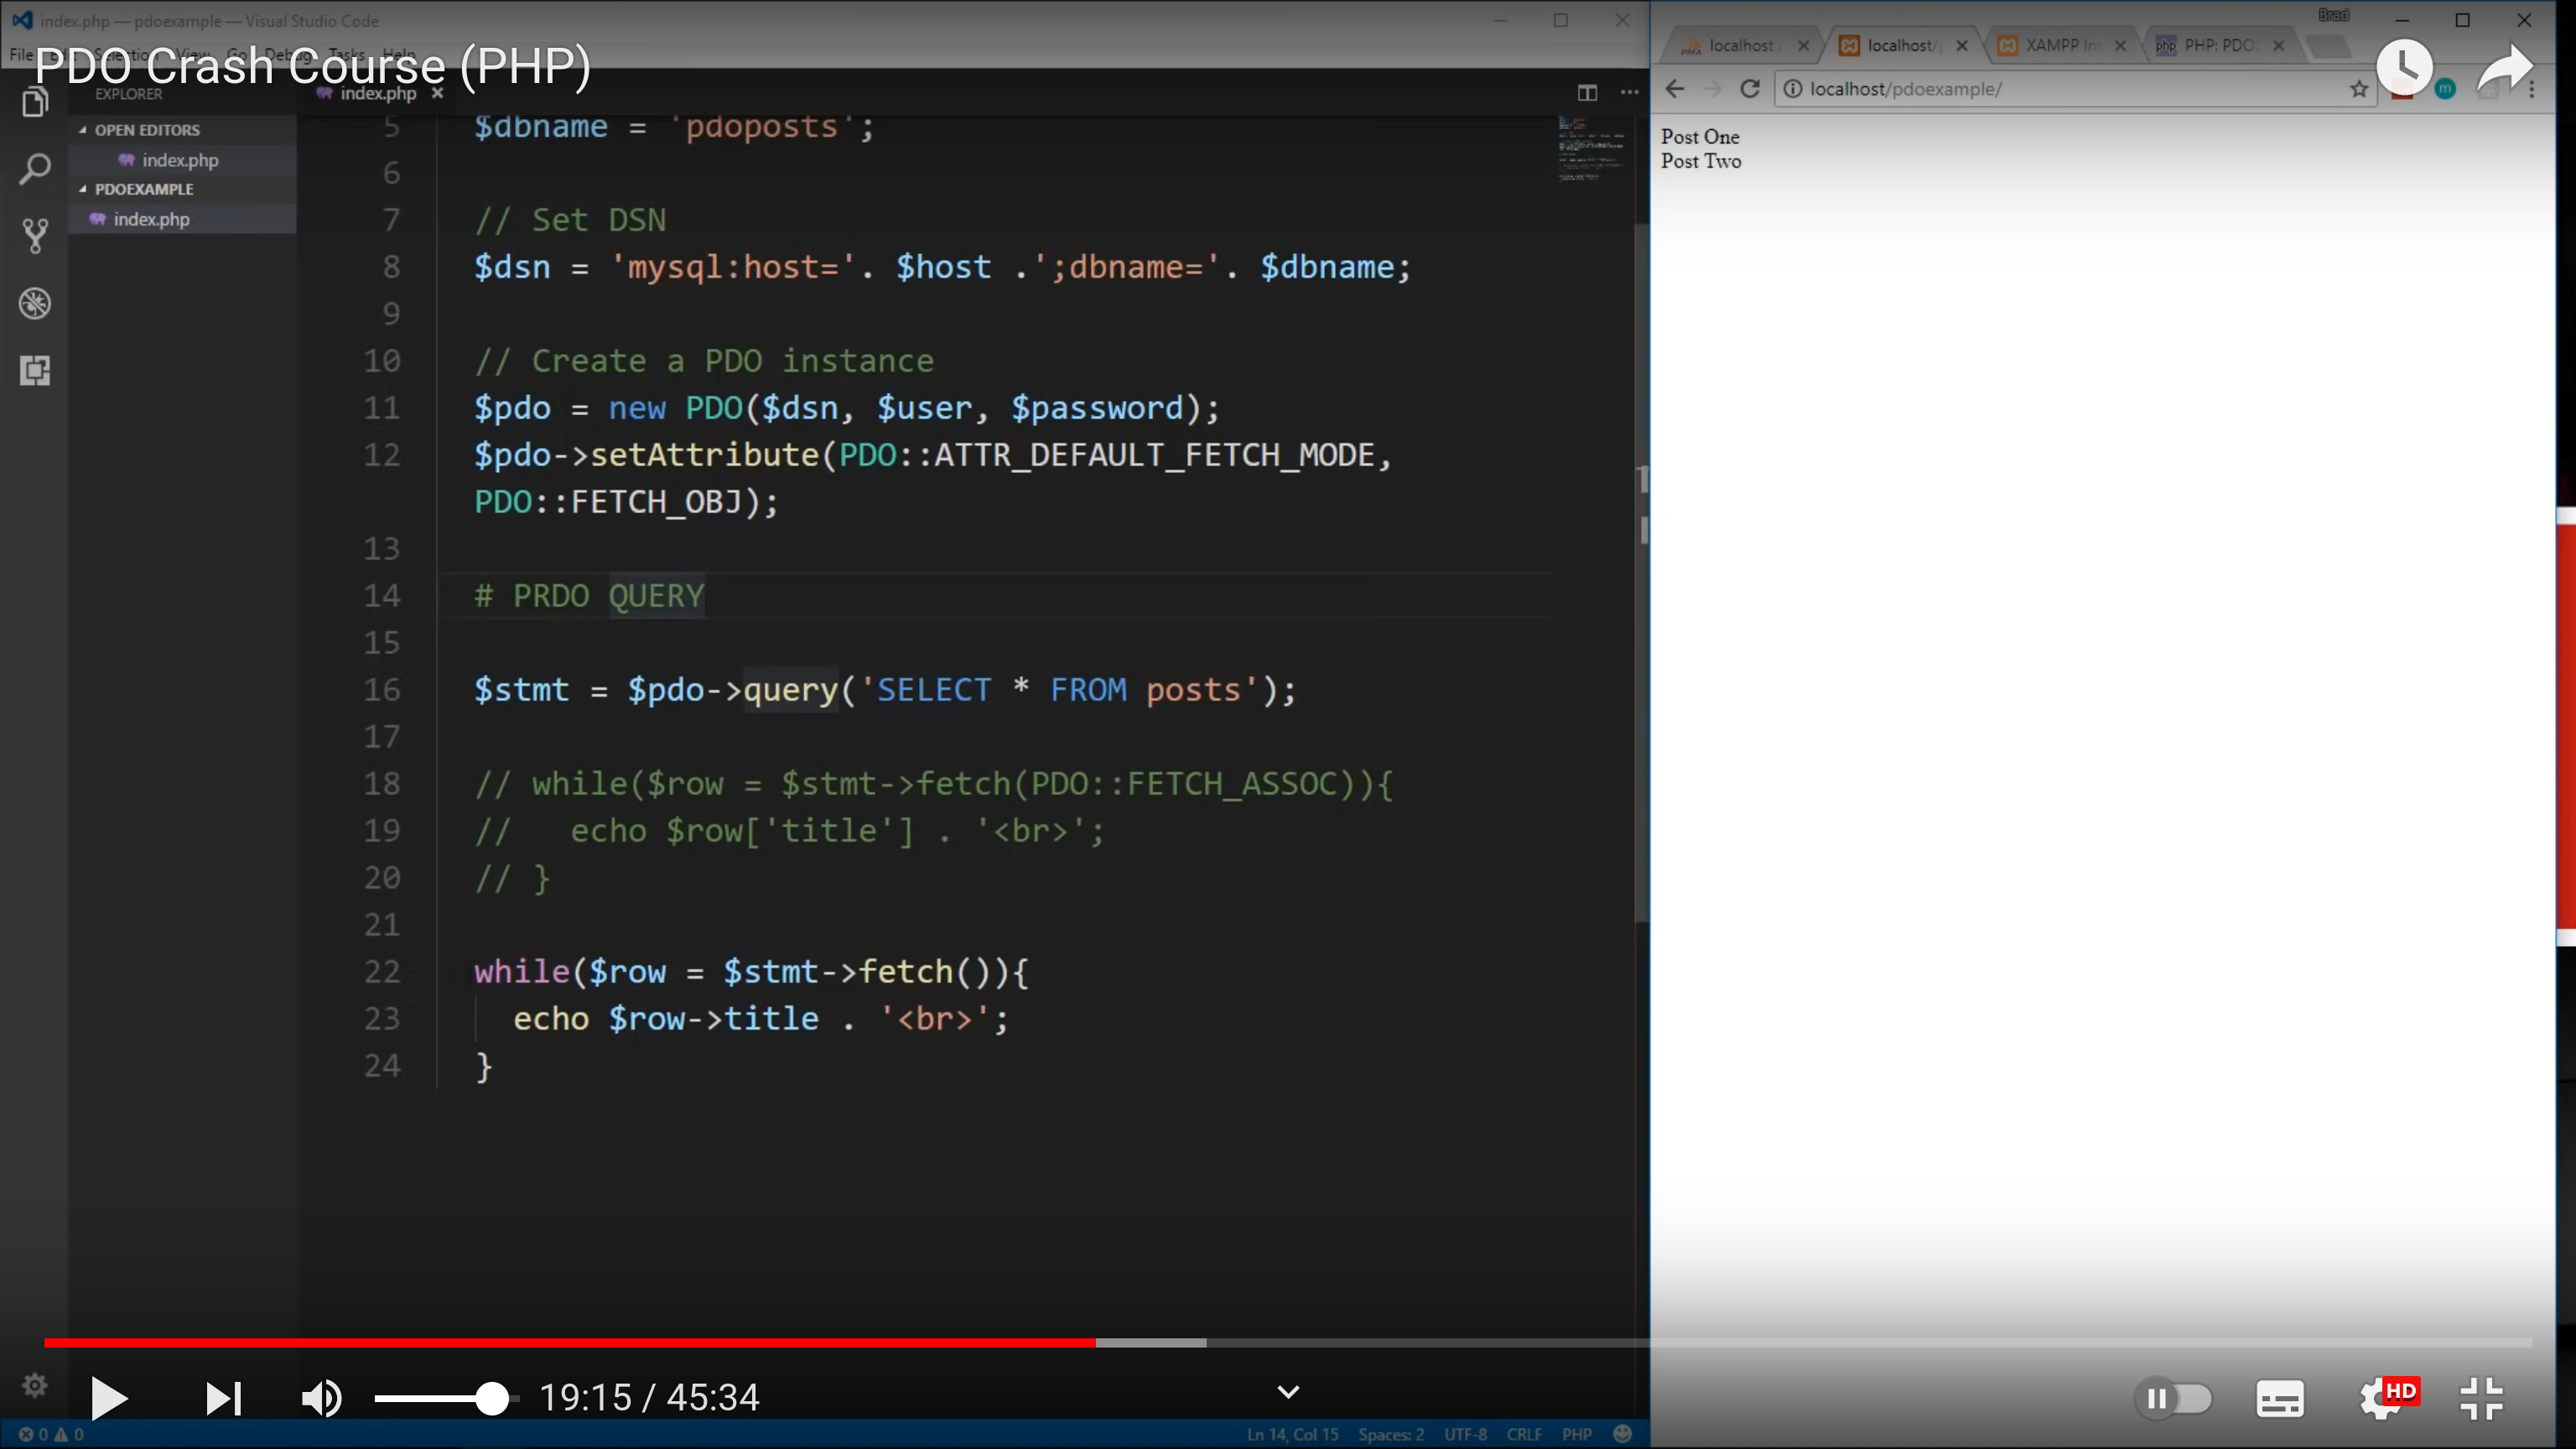 index.php — pdoexample — Visual Studio Code
File Edit Selection View Go Debug Tasks Help
PDO Crash Course (PHP)
EXPLORER
OPEN EDITORS
index.php
PDOEXAMPLE
index.php
index.php
5 $dbname = 'pdoposts';
6
7 // Set DSN
8 $dsn = 'mysql:host='. $host .';dbname='. $dbname;
9
10 // Create a PDO instance
11 $pdo = new PDO($dsn, $user, $password);
12 $pdo->setAttribute(PDO::ATTR_DEFAULT_FETCH_MODE,
PDO::FETCH_OBJ);
13
14 # PRDO QUERY
15
16 $stmt = $pdo->query('SELECT * FROM posts');
17
18 // while($row = $stmt->fetch(PDO::FETCH_ASSOC)){
19 //   echo $row['title'] . '<br>';
20 // }
21
22 while($row = $stmt->fetch()){
23   echo $row->title . '<br>';
24 }
Brad
localhost / localhost/p XAMPP Ins php PHP: PDOS
localhost/pdoexample/
m
Post One
Post Two
19:15 / 45:34
HD
0 0
Ln 14, Col 15 Spaces: 2 UTF-8 CRLF PHP